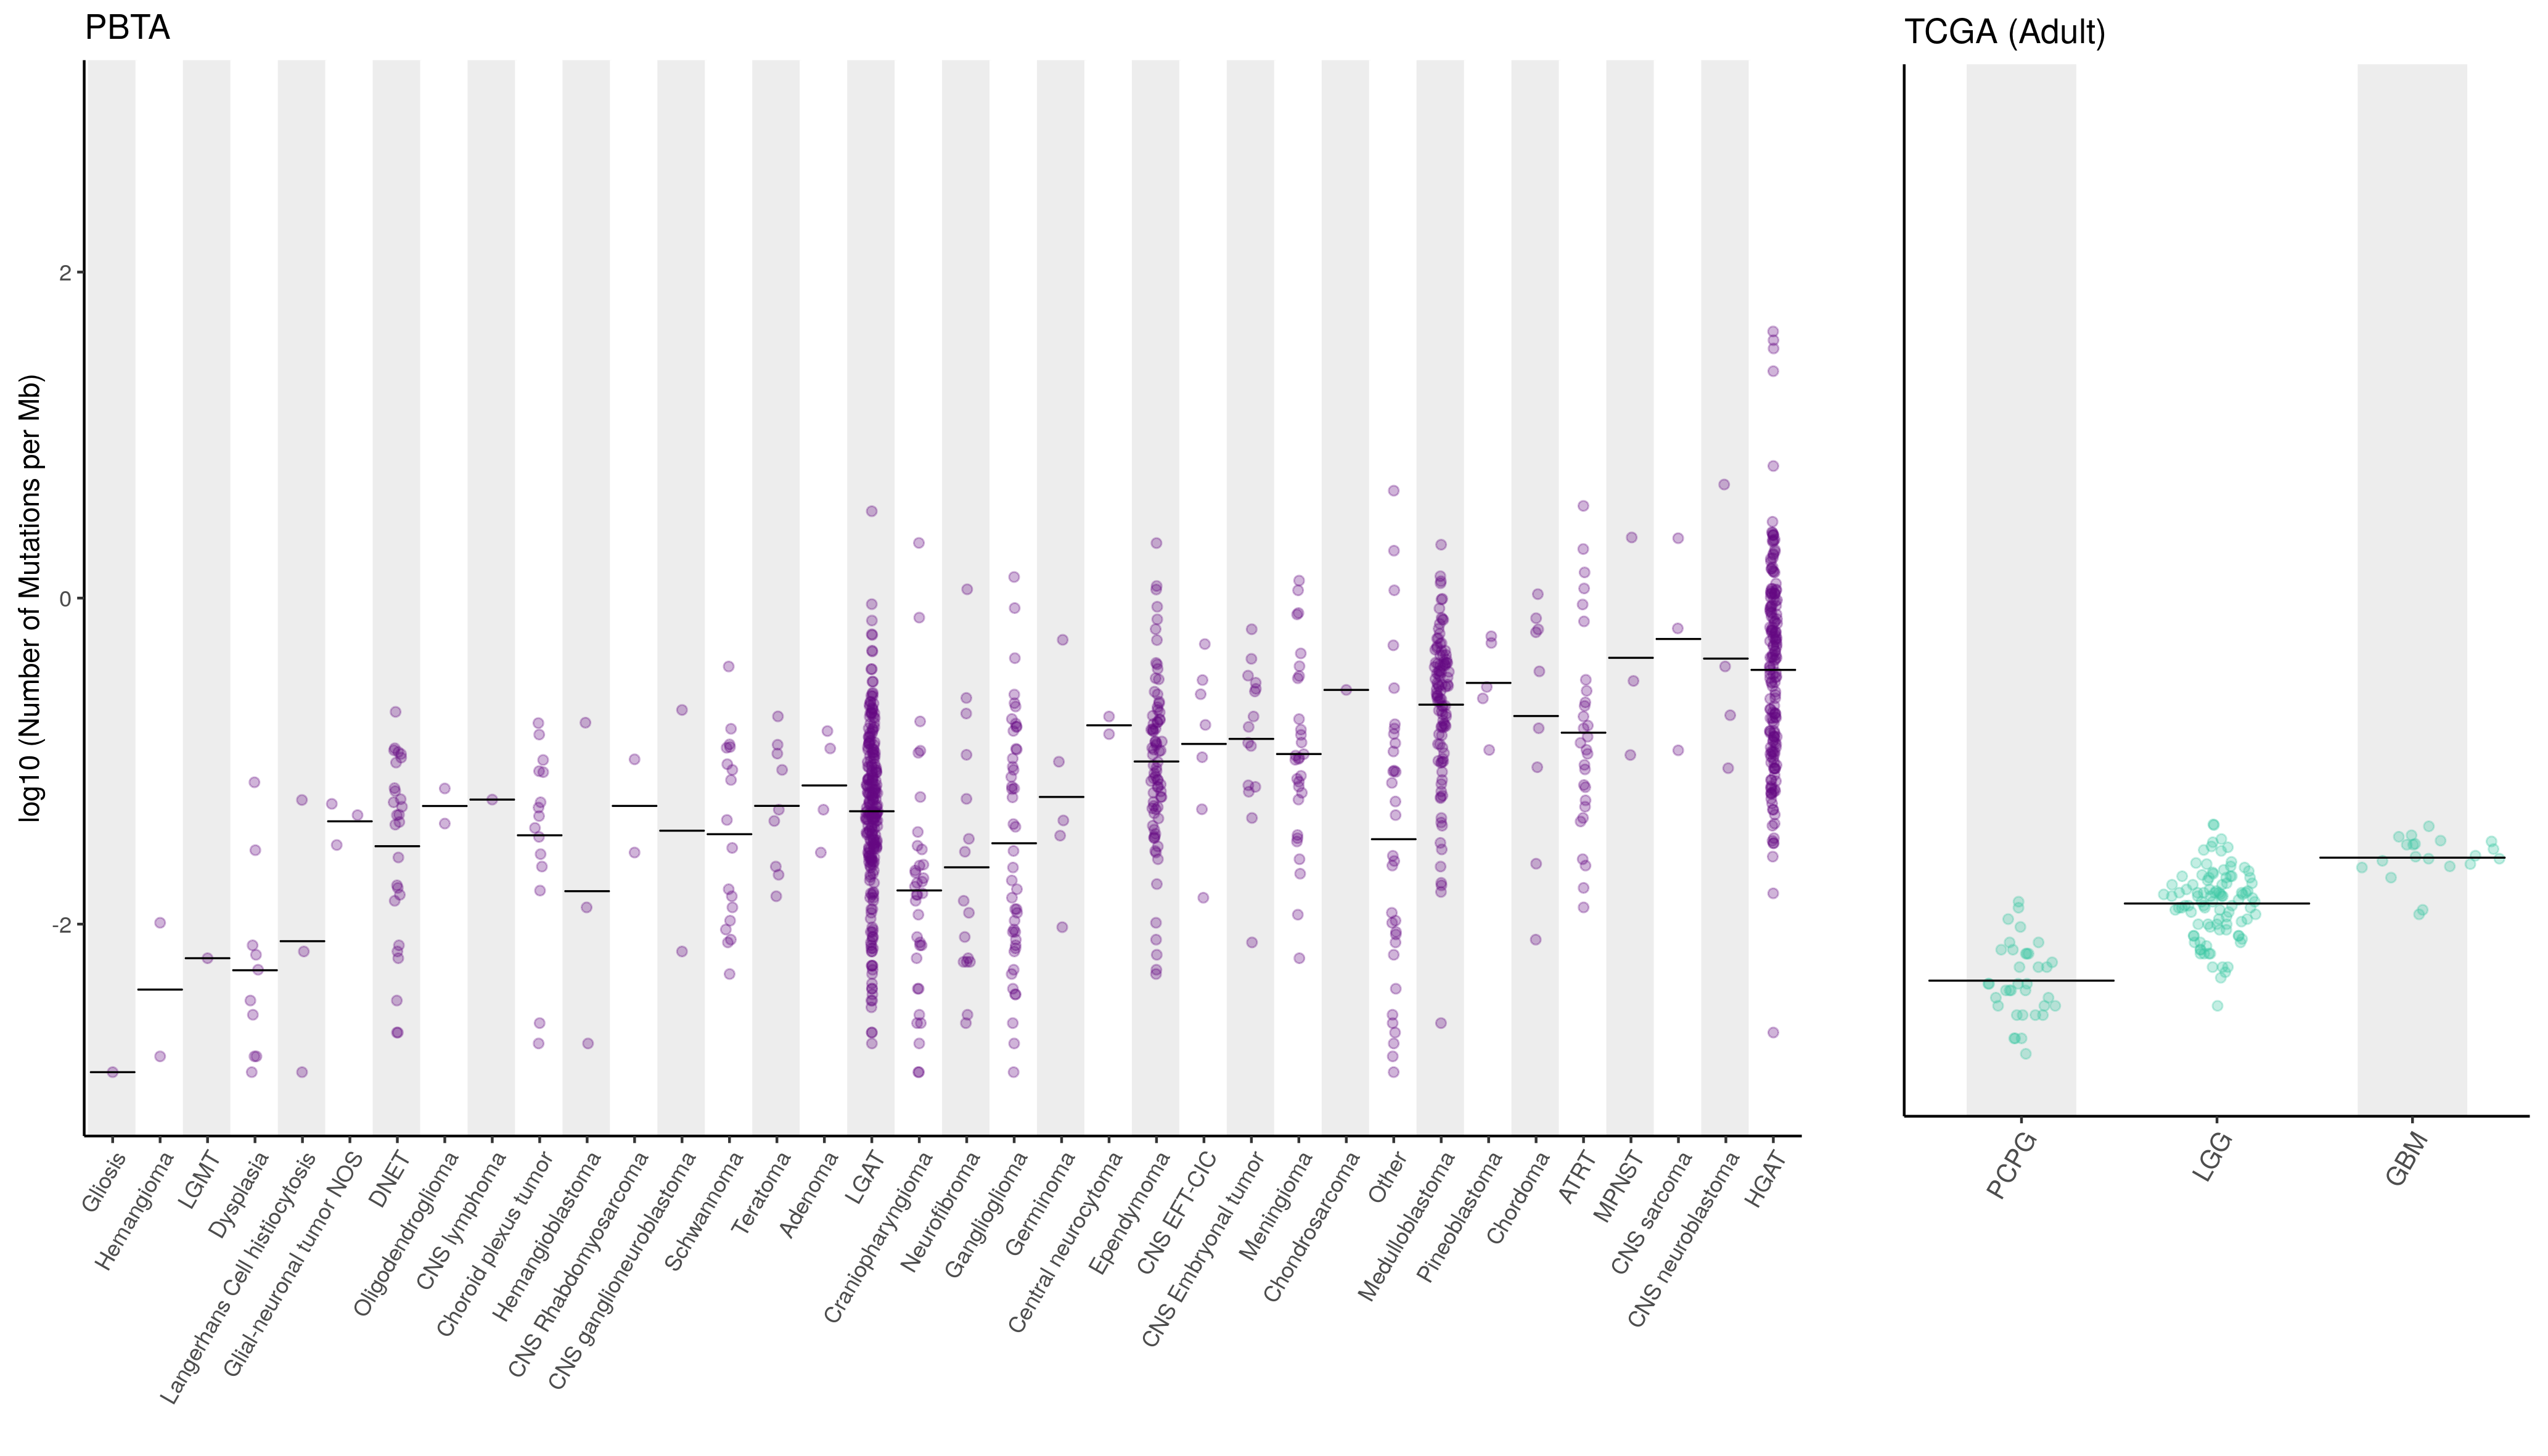 PBTA
TCGA (Adult)
log10 (Number of Mutations per Mb)
2
0
-2
Gliosis
Hemangioma
LGMT
Dysplasia
Langerhans Cell histiocytosis
Glial-neuronal tumor NOS
DNET
Oligodendroglioma
CNS lymphoma
Choroid plexus tumor
Hemangioblastoma
CNS Rhabdomyosarcoma
CNS ganglioneuroblastoma
Schwannoma
Teratoma
Adenoma
LGAT
Craniopharyngioma
Neurofibroma
Ganglioglioma
Germinoma
Central neurocytoma
Ependymoma
CNS EFT-CIC
CNS Embryonal tumor
Meningioma
Chondrosarcoma
Other
Medulloblastoma
Pineoblastoma
Chordoma
ATRT
MPNST
CNS sarcoma
CNS neuroblastoma
HGAT
PCPG
LGG
GBM